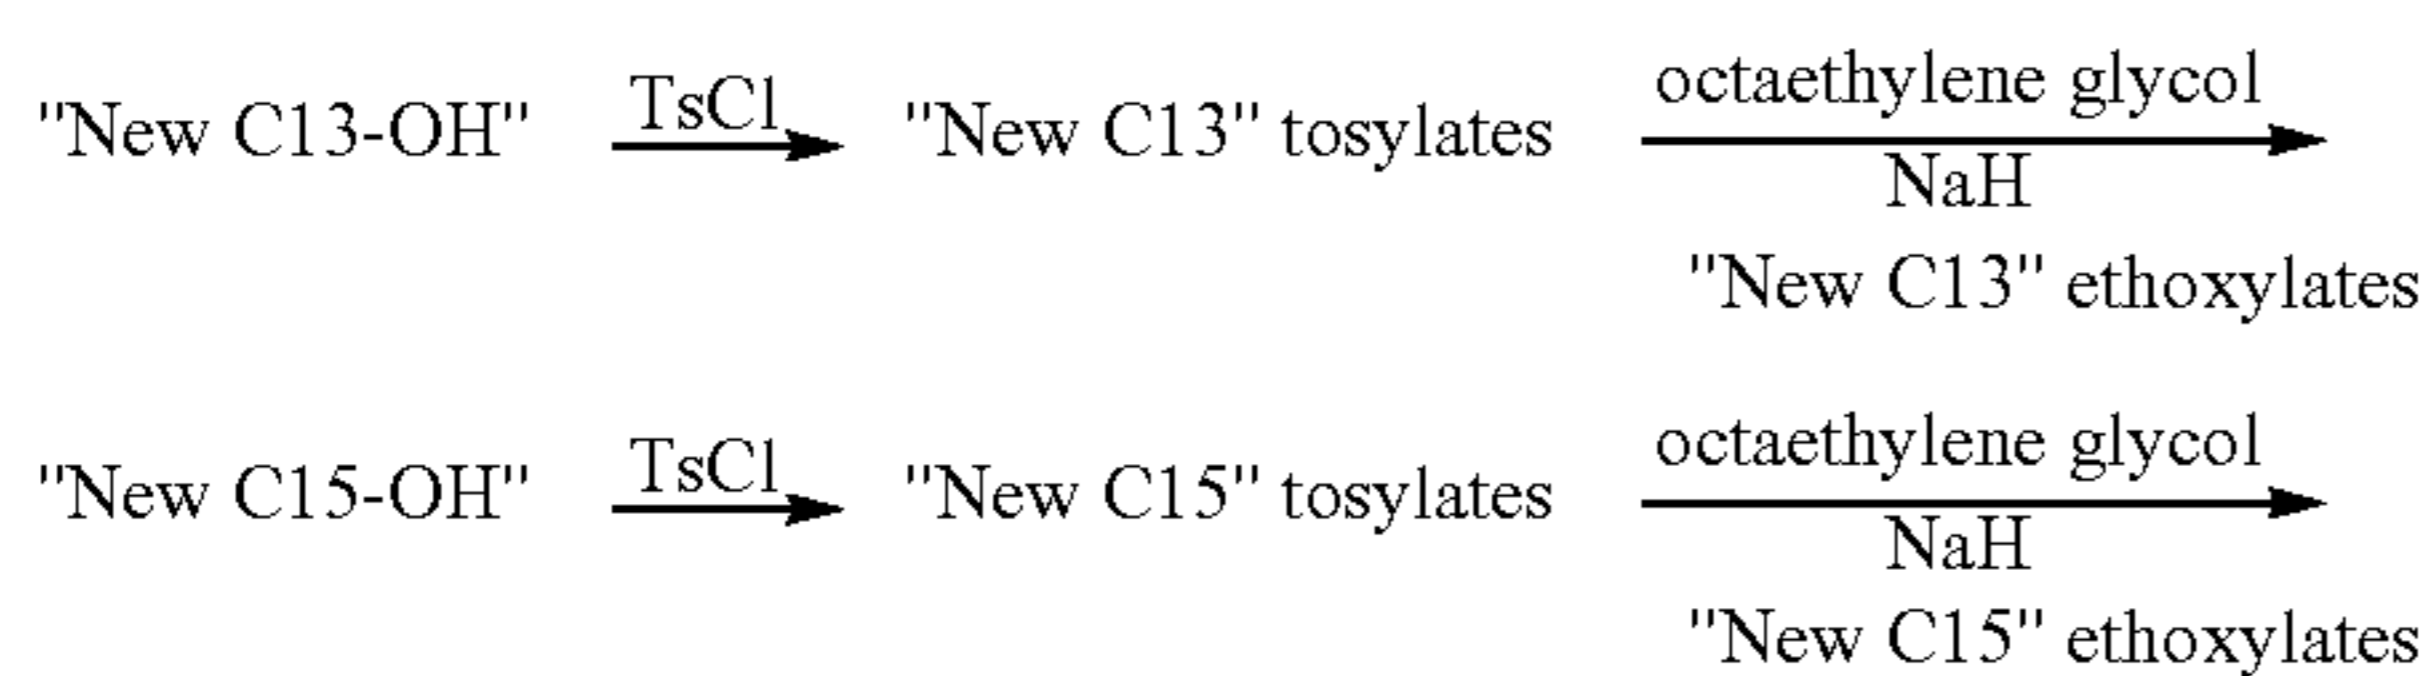 "New C13-OH" TsCl "New C13" tosylates octaethylene glycol
NaH
"New C13" ethoxylates
"New C15-OH" TsCl "New C15" tosylates octaethylene glycol
NaH
"New C15" ethoxylates